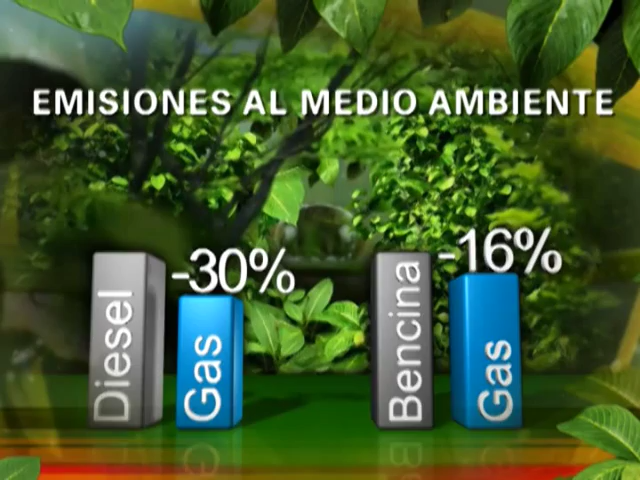 EMISIONES AL MEDIO AMBIENTE
-30%
-16%
Diesel
Gas
Bencina
Gas